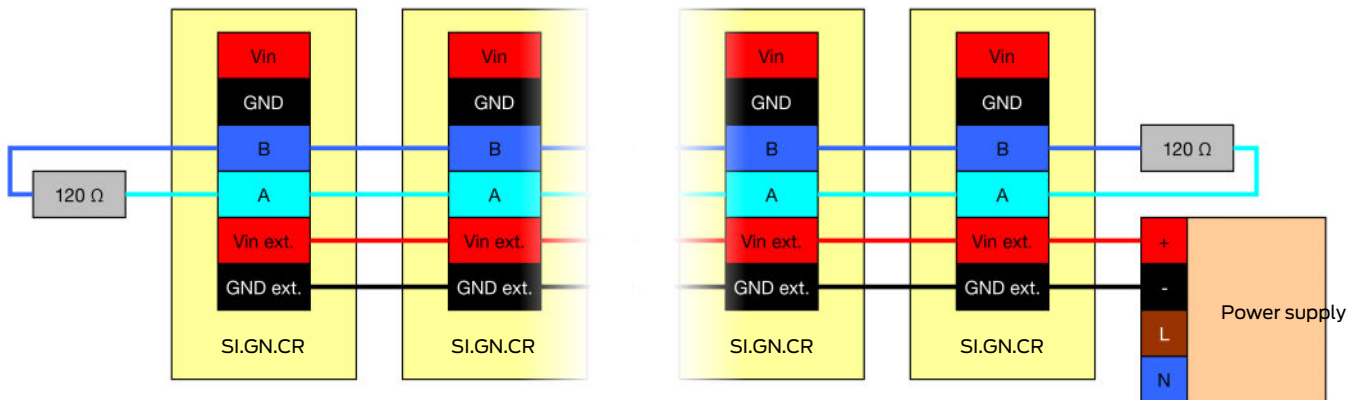 Vin
Vin
Vin
Vin
GND
GND
GND
GND
B
B
B
B
120 Ω
120 Ω
A
A
A
A
Vin ext.
Vin ext.
Vin ext.
Vin ext.
+
GND ext.
GND ext.
GND ext.
GND ext.
-
Power supply
L
SI.GN.CR
SI.GN.CR
SI.GN.CR
SI.GN.CR
N